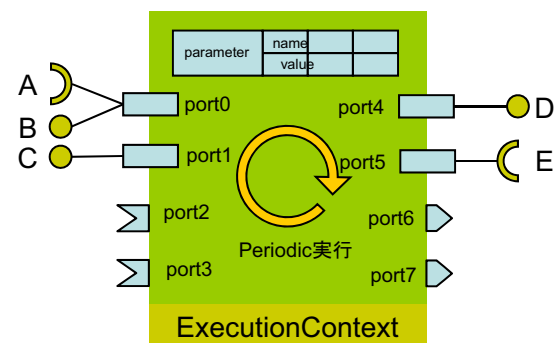 parameter
name
value
A
B
C
port0
port1
port2
port3
port4
port5
port6
port7
D
E
Periodic実行
ExecutionContext